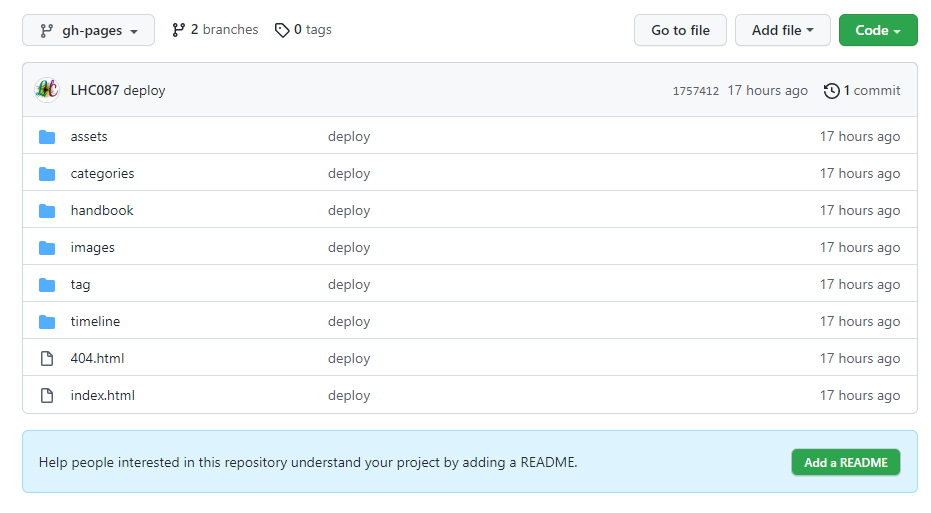 gh-pages 2 branches 0 tags Go to file Add file Code
LHC087 deploy 1757412 17 hours ago 1 commit
assets deploy 17 hours ago
categories deploy 17 hours ago
handbook deploy 17 hours ago
images deploy 17 hours ago
tag deploy 17 hours ago
timeline deploy 17 hours ago
404.html deploy 17 hours ago
index.html deploy 17 hours ago
Help people interested in this repository understand your project by adding a README. Add a README